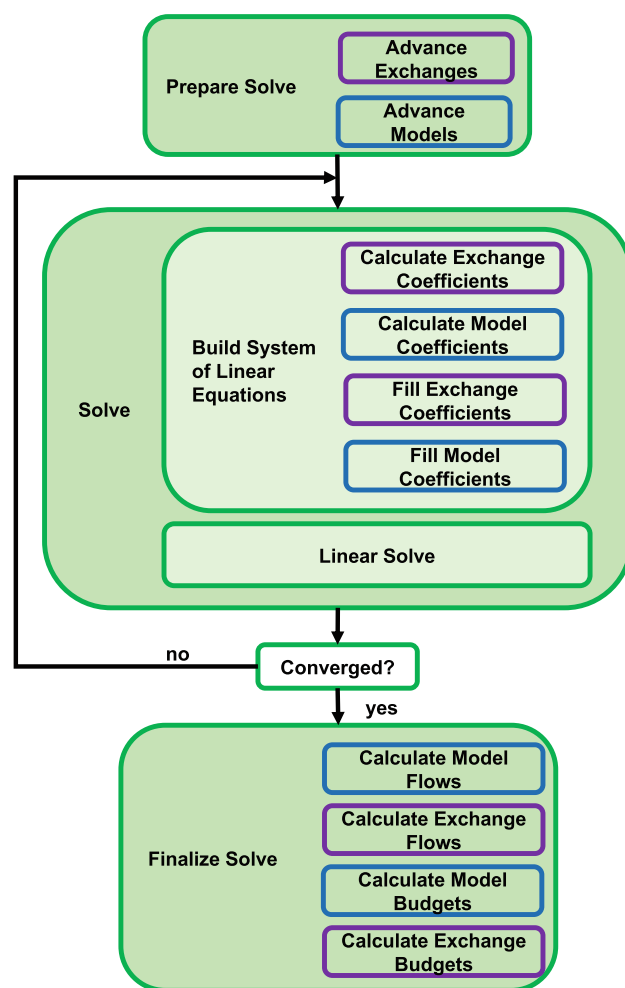 Prepare Solve
Advance
Exchanges
Advance
Models
Solve
Build System
of Linear
Equations
Calculate Exchange
Coefficients
Calculate Model
Coefficients
Fill Exchange
Coefficients
Fill Model
Coefficients
Linear Solve
Converged?
no
yes
Finalize Solve
Calculate Model
Flows
Calculate Exchange
Flows
Calculate Model
Budgets
Calculate Exchange
Budgets